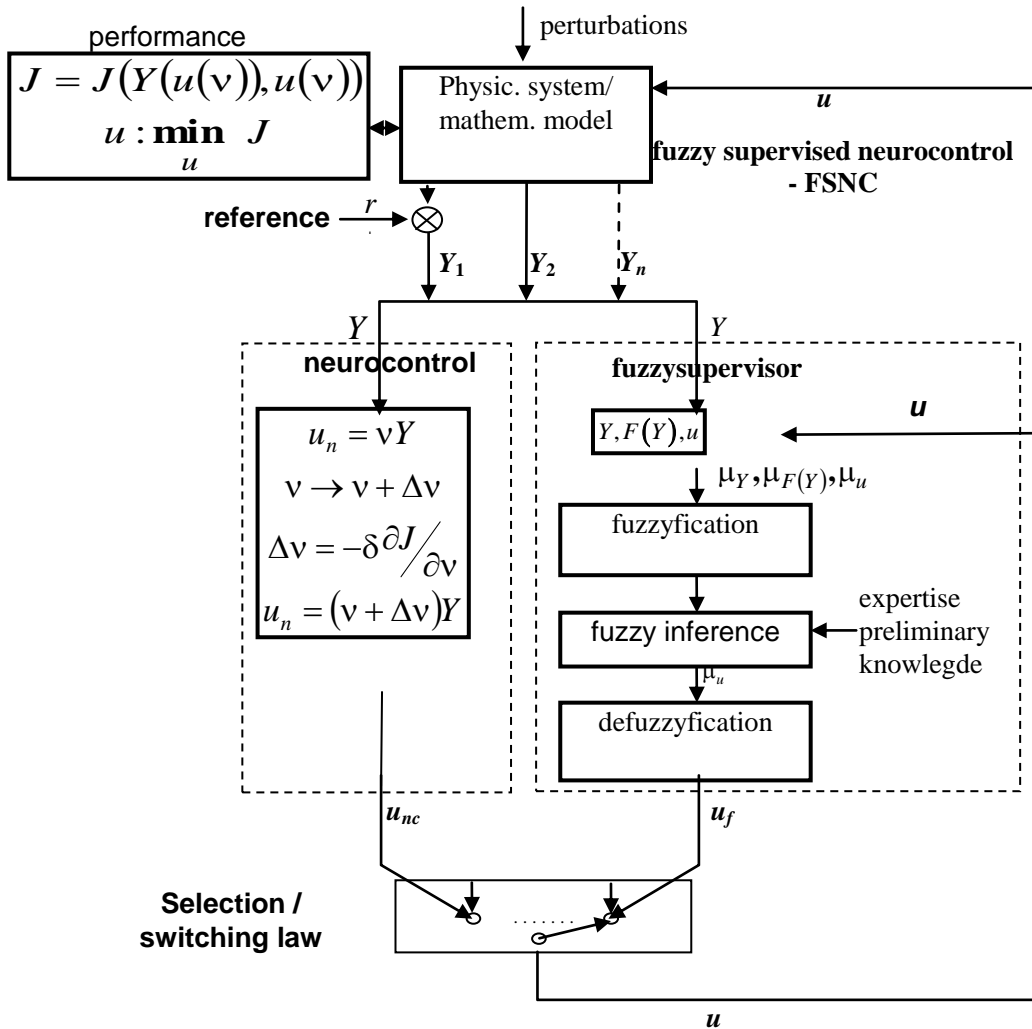 perturbations
performance
J = J(Y(u(ν)),u(ν))
u : min J
u
Physic. system/
mathem. model
u
fuzzy supervised neurocontrol
- FSNC
reference
r
Y1
Y2
Yn
Y
Y
neurocontrol
fuzzysupervisor
un = νY
ν → ν + Δν
Δν = −δ ∂J/∂ν
un = (ν + Δν)Y
Y, F(Y), u
u
μY, μF(Y), μu
fuzzyfication
fuzzy inference
expertise
preliminary
knowlegde
μu
defuzzyfication
unc
uf
Selection /
switching law
.......
u